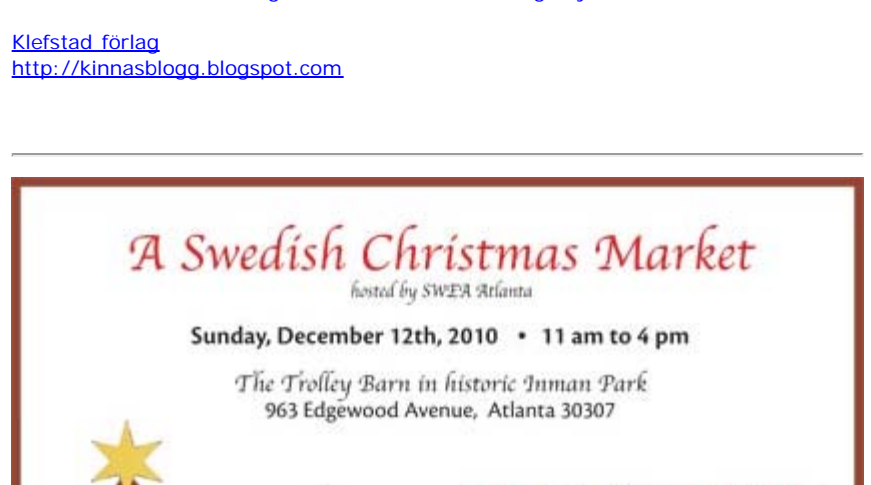 Klefstad förlag
http://kinnasblogg.blogspot.com
A Swedish Christmas Market
hosted by SWEA Atlanta
Sunday, December 12th, 2010 • 11 am to 4 pm
The Trolley Barn in historic Inman Park
963 Edgewood Avenue, Atlanta 30307